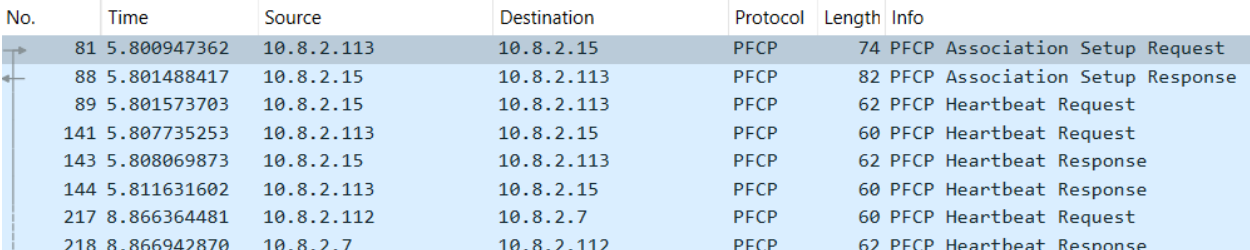 No. Time Source Destination Protocol Length Info
81 5.800947362 10.8.2.113 10.8.2.15 PFCP 74 PFCP Association Setup Request
88 5.801488417 10.8.2.15 10.8.2.113 PFCP 82 PFCP Association Setup Response
89 5.801573703 10.8.2.15 10.8.2.113 PFCP 62 PFCP Heartbeat Request
141 5.807735253 10.8.2.113 10.8.2.15 PFCP 60 PFCP Heartbeat Request
143 5.808069873 10.8.2.15 10.8.2.113 PFCP 62 PFCP Heartbeat Response
144 5.811631602 10.8.2.113 10.8.2.15 PFCP 60 PFCP Heartbeat Response
217 8.866364481 10.8.2.112 10.8.2.7 PFCP 60 PFCP Heartbeat Request
218 8.866942870 10.8.2.7 10.8.2.112 PFCP 62 PFCP Heartbeat Response